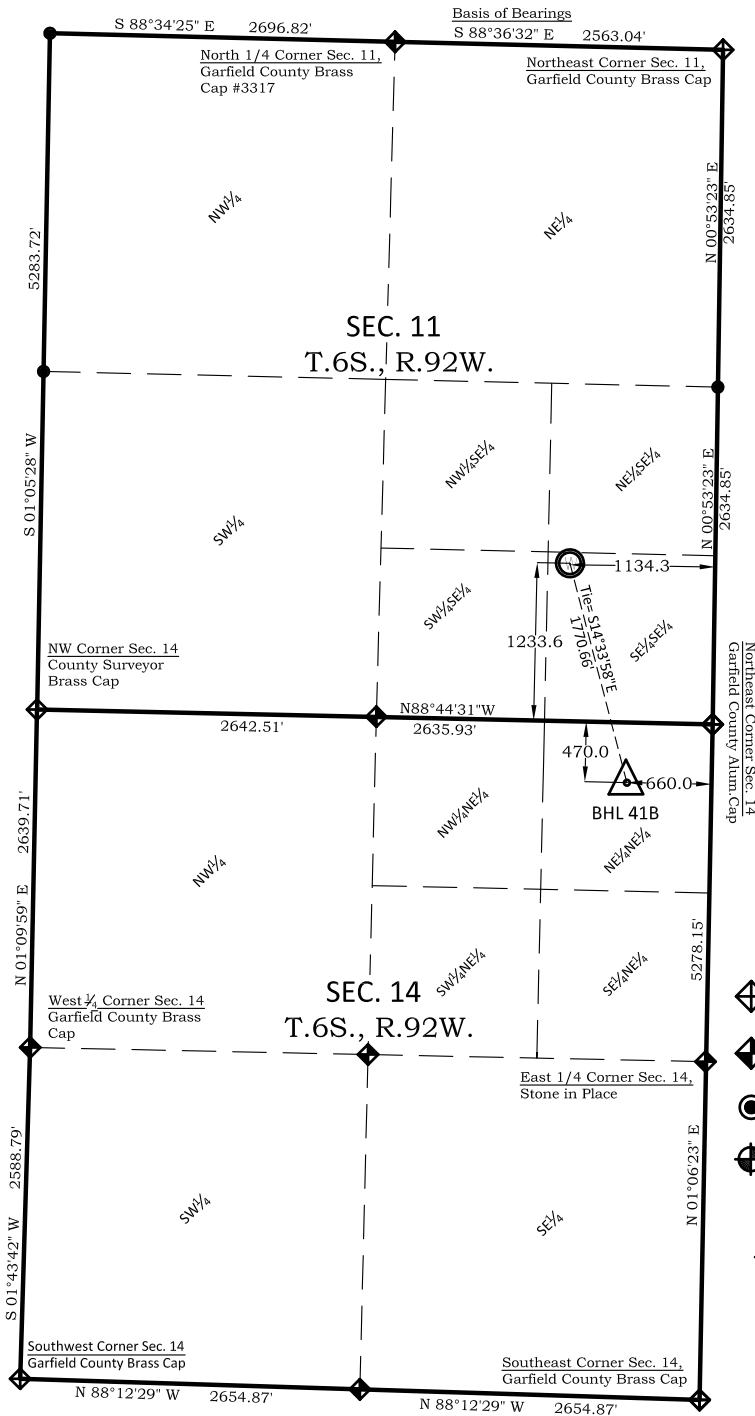 Basis of Bearings
S 88°34'25" E 2696.82'
S 88°36'32" E 2563.04'
North 1/4 Corner Sec. 11,
Garfield County Brass
Cap #3317
Northeast Corner Sec. 11,
Garfield County Brass Cap
N 00°53'23" E
2634.85'
NW¼
NE¼
5283.72'
SEC. 11
T.6S., R.92W.
S 01°05'28" W
NW¼SE¼
NE¼SE¼
N 00°53'23" E
2634.85'
SW¼
1134.3
SW¼SE¼
Tie= S14°33'58"E
1770.66'
1233.6
SE¼SE¼
NW Corner Sec. 14
County Surveyor
Brass Cap
Northeast Corner Sec. 14
Garfield County Alum.Cap
N88°44'31"W
2642.51'
2635.93'
470.0
660.0
BHL 41B
N 01°09'59" E 2639.71'
NW¼NE¼
NE¼NE¼
NW¼
5278.15'
SW¼NE¼
SE¼NE¼
SEC. 14
T.6S., R.92W.
West ¼ Corner Sec. 14
Garfield County Brass
Cap
East 1/4 Corner Sec. 14,
Stone in Place
S 01°43'42" W 2588.79'
N 01°06'23" E
SW¼
SE¼
Southwest Corner Sec. 14
Garfield County Brass Cap
Southeast Corner Sec. 14,
Garfield County Brass Cap
N 88°12'29" W 2654.87'
N 88°12'29" W 2654.87'